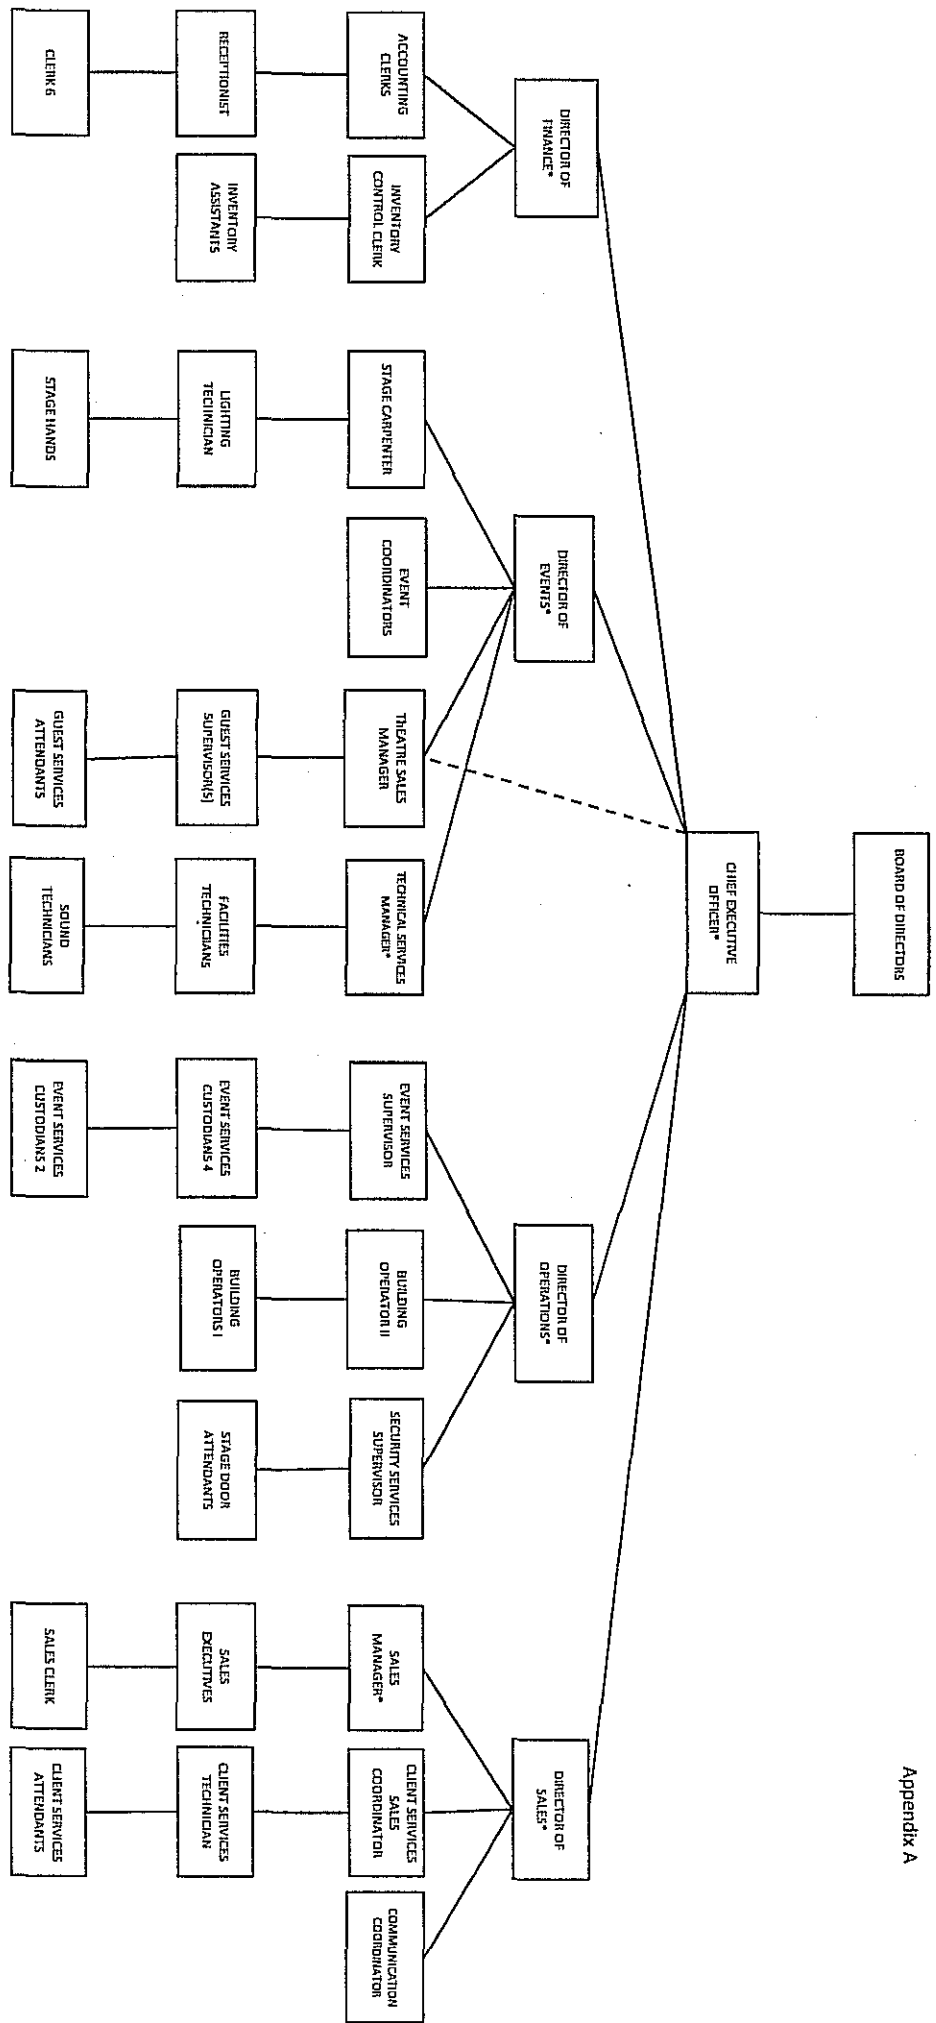 Appendix A
BOARD OF DIRECTORS
CHIEF EXECUTIVE
OFFICER*
DIRECTOR OF
FINANCE*
DIRECTOR OF
EVENTS*
DIRECTOR OF
OPERATIONS*
DIRECTOR OF
SALES*
ACCOUNTING
CLERKS
INVENTORY
CONTROL CLERK
STAGE CARPENTER
EVENT
COORDINATORS
THEATRE SALES
MANAGER
TECHNICAL SERVICES
MANAGER*
EVENT SERVICES
SUPERVISOR
BUILDING
OPERATOR II
SECURITY SERVICES
SUPERVISOR
SALES
MANAGER*
CLIENT SERVICES
SALES
COORDINATOR
COMMUNICATION
COORDINATOR
RECEPTIONIST
INVENTORY
ASSISTANTS
LIGHTING
TECHNICIAN
GUEST SERVICES
SUPERVISOR(S)
FACILITIES
TECHNICIANS
EVENT SERVICES
CUSTODIANS 4
BUILDING
OPERATORS I
STAGE DOOR
ATTENDANTS
SALES
EXECUTIVES
CLIENT SERVICES
TECHNICIAN
CLERK 6
STAGE HANDS
GUEST SERVICES
ATTENDANTS
SOUND
TECHNICIANS
EVENT SERVICES
CUSTODIANS 2
SALES CLERK
CLIENT SERVICES
ATTENDANTS